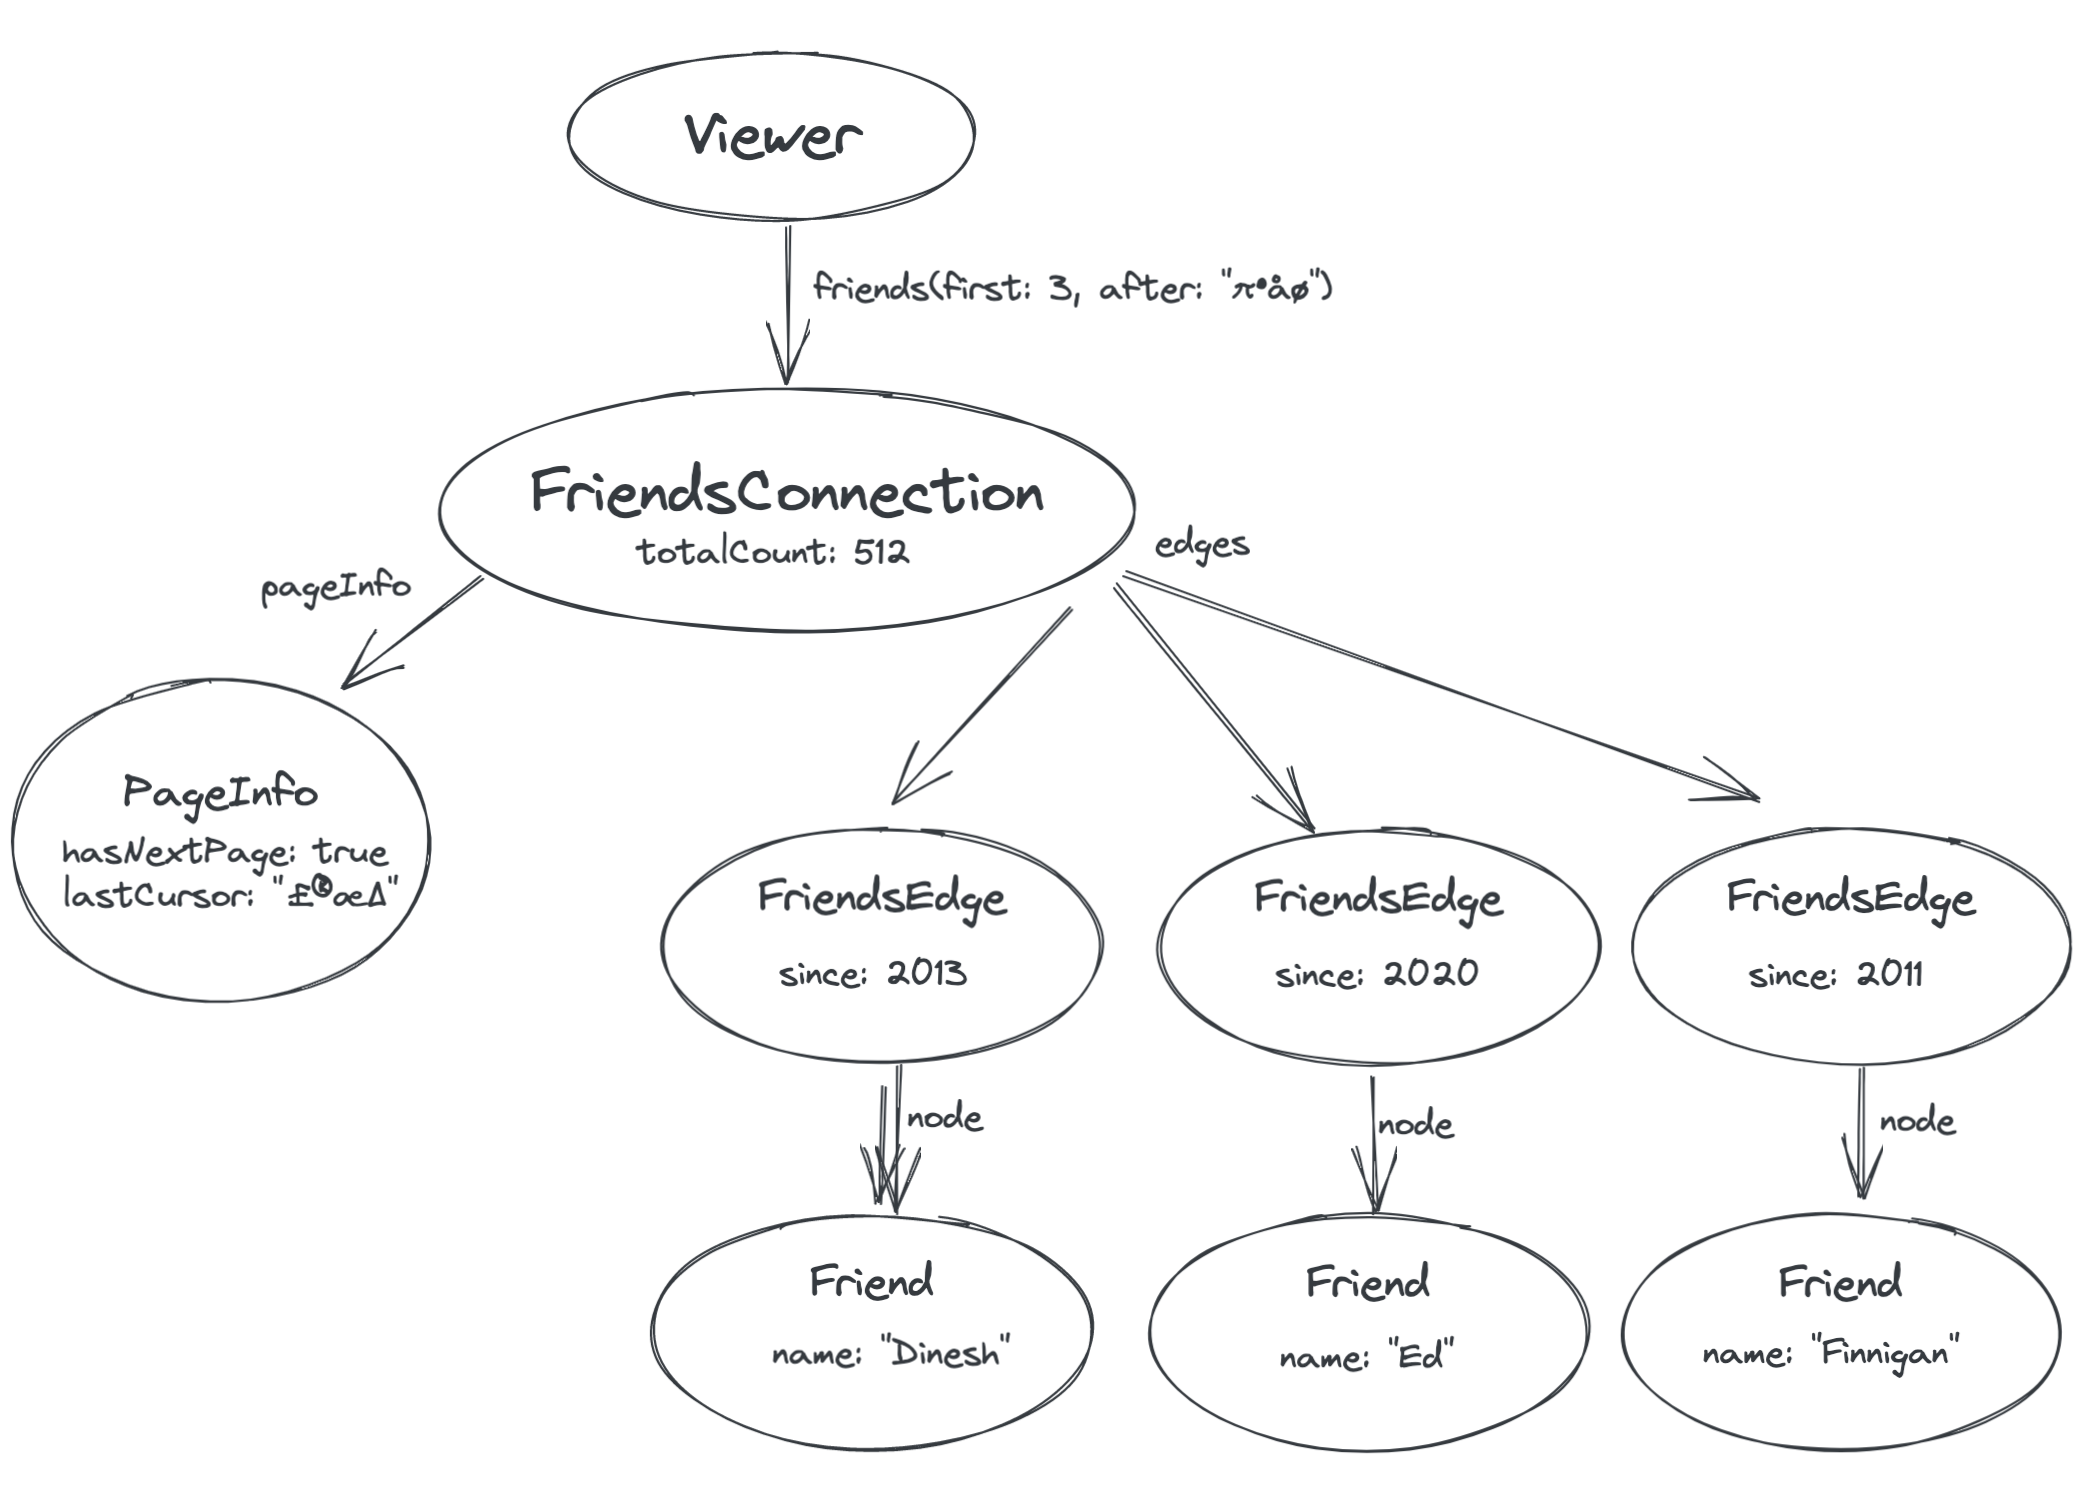 Viewer
friends(first: 3, after: "π•åø")
FriendsConnection
totalCount: 512
pageInfo
edges
PageInfo
hasNextPage: true
lastCursor: "£®æ∆"
FriendsEdge
since: 2013
FriendsEdge
since: 2020
FriendsEdge
since: 2011
node
node
node
Friend
name: "Dinesh"
Friend
name: "Ed"
Friend
name: "Finnigan"